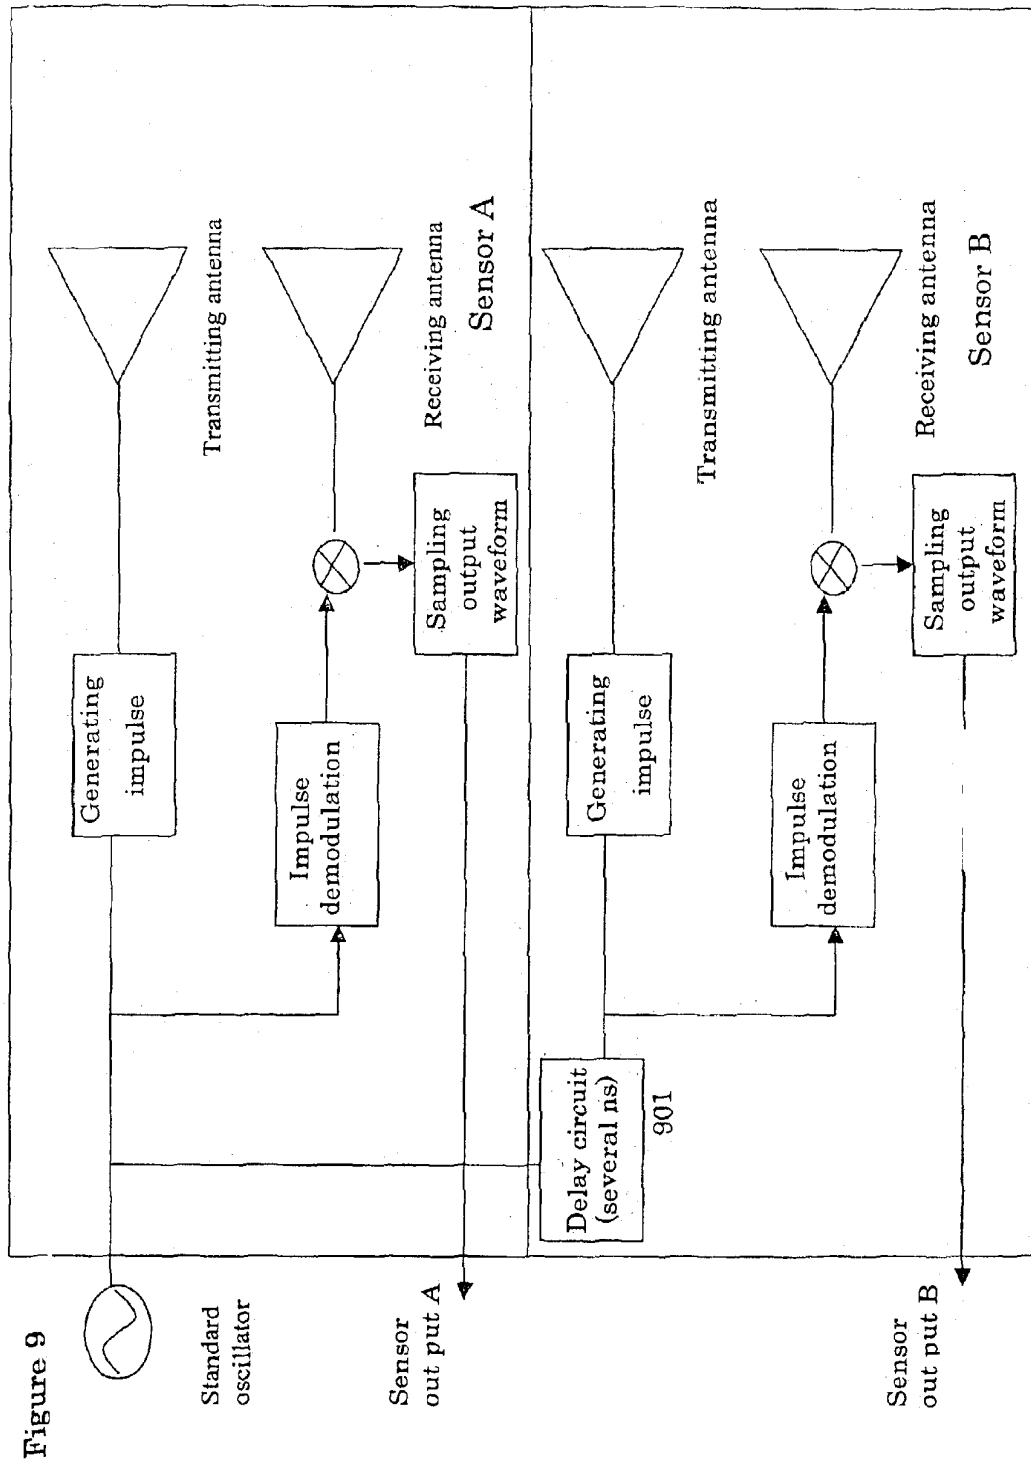 Figure 9
Standard
oscillator
Generating
impulse
Transmitting antenna
Impulse
demodulation
Receiving antenna
Sampling
output
waveform
Sensor A
Sensor
out put A
Delay circuit
(several ns)
901
Generating
impulse
Transmitting antenna
Impulse
demodulation
Receiving antenna
Sampling
output
waveform
Sensor B
Sensor
out put B